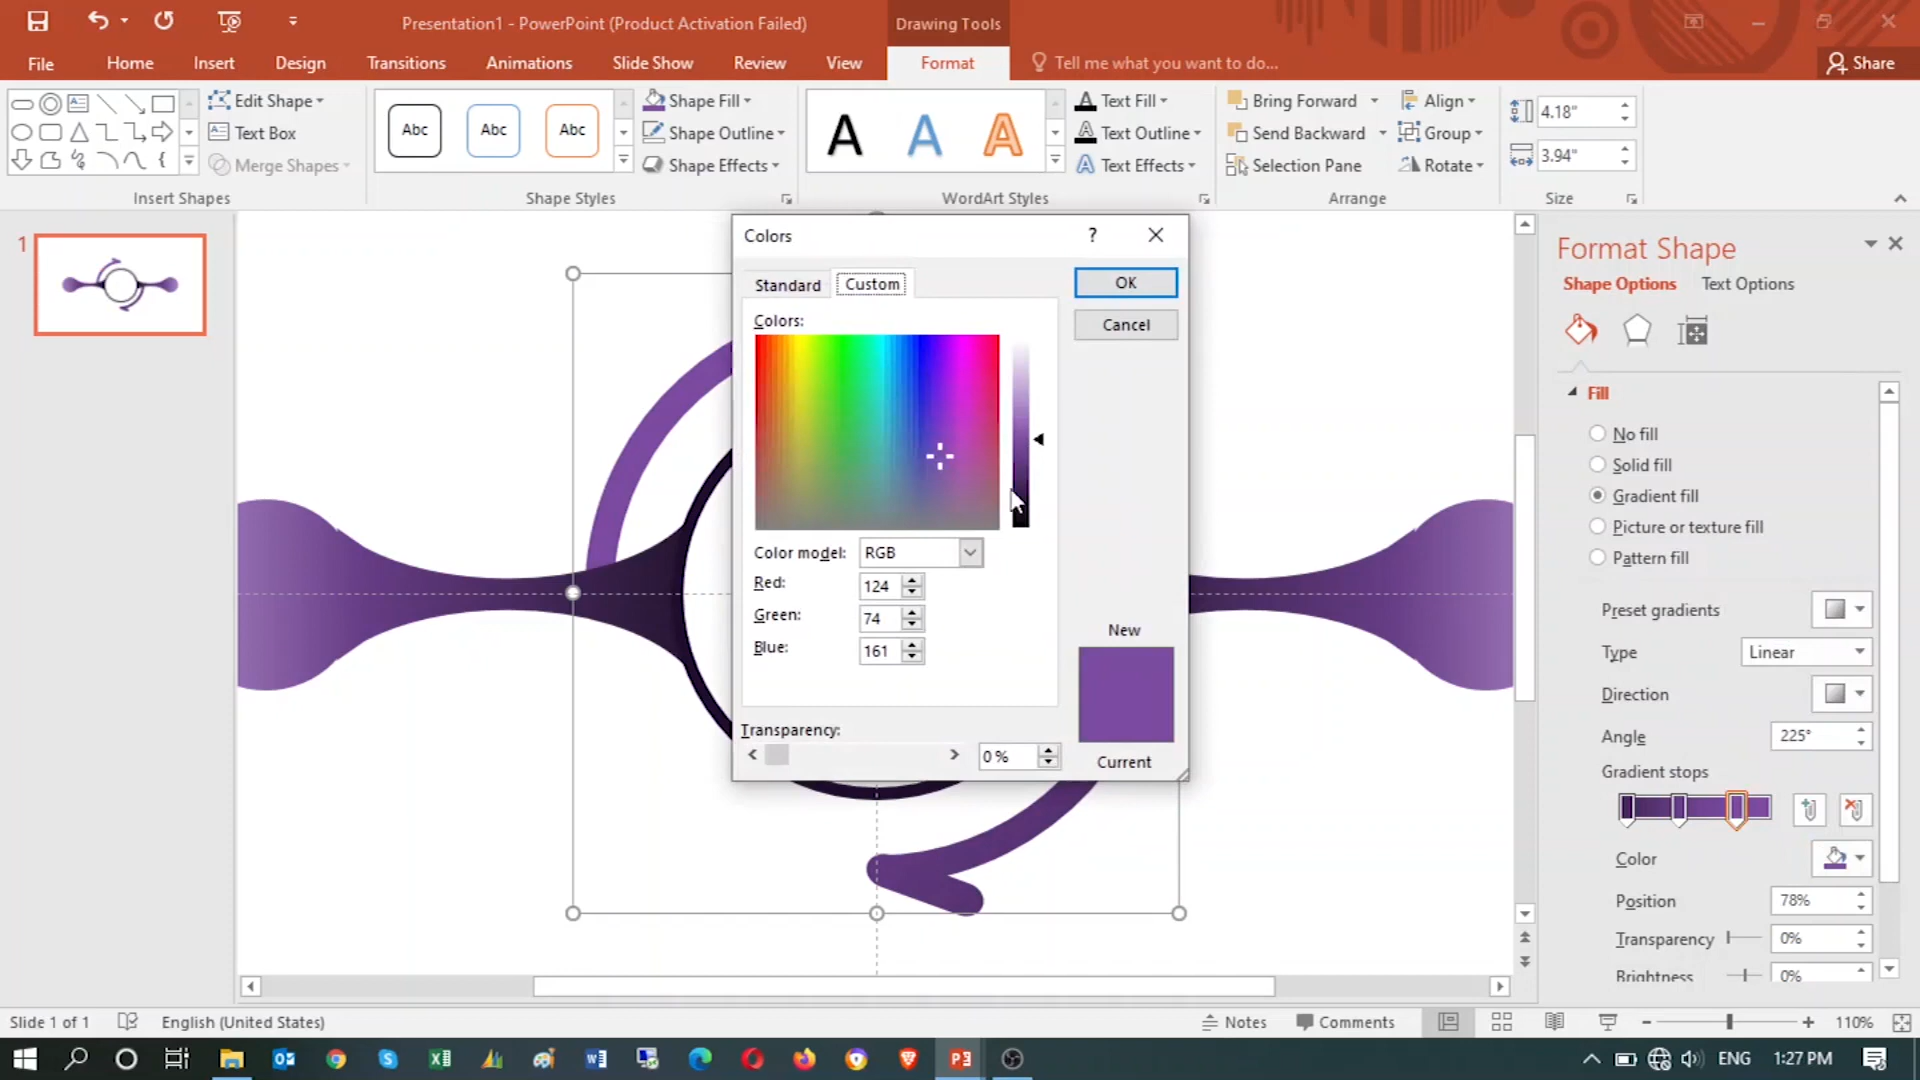 Presentation1 - PowerPoint (Product Activation Failed)
Drawing Tools
File
Home
Insert
Design
Transitions
Animations
Slide Show
Review
View
Format
Tell me what you want to do...
Share
Edit Shape
Text Box
Merge Shapes
Insert Shapes
Abc
Abc
Abc
Shape Fill
Shape Outline
Shape Effects
Shape Styles
A
A
A
Text Fill
Text Outline
Text Effects
WordArt Styles
Bring Forward
Send Backward
Selection Pane
Align
Group
Rotate
Arrange
4.18"
3.94"
Size
1
Colors
?
Standard
Custom
OK
Cancel
Colors:
Color model:
RGB
Red:
124
Green:
74
Blue:
161
New
Current
Transparency:
0 %
Format Shape
Shape Options
Text Options
Fill
No fill
Solid fill
Gradient fill
Picture or texture fill
Pattern fill
Preset gradients
Type
Linear
Direction
Angle
225°
Gradient stops
Color
Position
78%
Transparency
0%
Brightness
0%
Slide 1 of 1
English (United States)
Notes
Comments
110%
ENG
1:27 PM